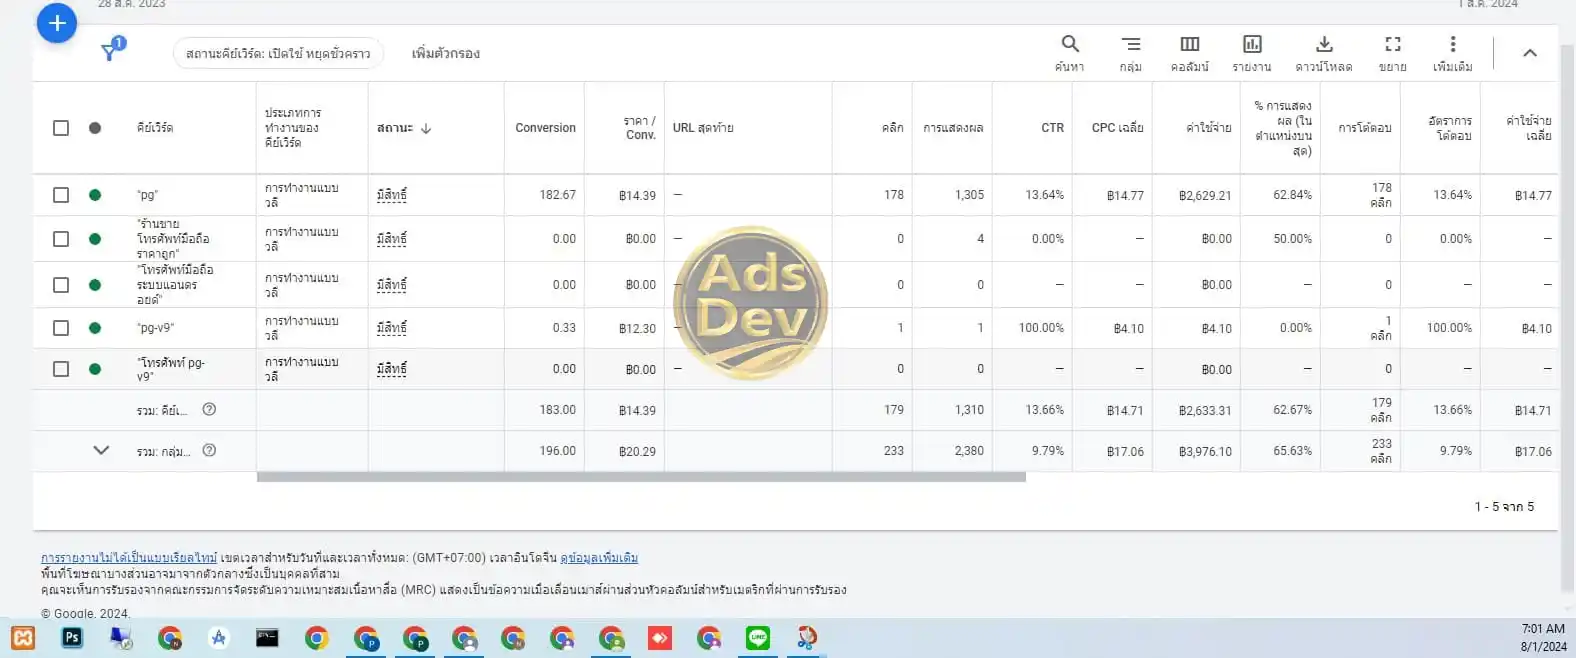 28 ส.ค. 2023
1 ส.ค. 2024
1
สถานะคีย์เวิร์ด: เปิดใช้ หยุดชั่วคราว
เพิ่มตัวกรอง
ค้นหา
กลุ่ม
คอลัมน์
รายงาน
ดาวน์โหลด
ขยาย
เพิ่มเติม
คีย์เวิร์ด
ประเภทการ
ทำงานของ
คีย์เวิร์ด
สถานะ
Conversion
ราคา /
Conv.
URL สุดท้าย
คลิก
การแสดงผล
CTR
CPC เฉลี่ย
ค่าใช้จ่าย
% การแสดง
ผล (ใน
ตำแหน่งบน
สุด)
การโต้ตอบ
อัตราการ
โต้ตอบ
ค่าใช้จ่าย
เฉลี่ย
"pg"
การทำงานแบบ
วลี
มีสิทธิ์
182.67
฿14.39
—
178
1,305
13.64%
฿14.77
฿2,629.21
62.84%
178
คลิก
13.64%
฿14.77
"ร้านขาย
โทรศัพท์มือถือ
ราคาถูก"
การทำงานแบบ
วลี
มีสิทธิ์
0.00
฿0.00
—
0
4
0.00%
—
฿0.00
50.00%
0
0.00%
—
"โทรศัพท์มือถือ
ระบบแอนดร
อยด์"
การทำงานแบบ
วลี
มีสิทธิ์
0.00
฿0.00
—
0
0
—
—
฿0.00
—
0
—
—
"pg-v9"
การทำงานแบบ
วลี
มีสิทธิ์
0.33
฿12.30
—
1
1
100.00%
฿4.10
฿4.10
0.00%
1
คลิก
100.00%
฿4.10
"โทรศัพท์ pg-
v9"
การทำงานแบบ
วลี
มีสิทธิ์
0.00
฿0.00
—
0
0
—
—
฿0.00
—
0
—
—
รวม: คีย์เ...
183.00
฿14.39
179
1,310
13.66%
฿14.71
฿2,633.31
62.67%
179
คลิก
13.66%
฿14.71
รวม: กลุ่ม...
196.00
฿20.29
233
2,380
9.79%
฿17.06
฿3,976.10
65.63%
233
คลิก
9.79%
฿17.06
Ads
Dev
1 - 5 จาก 5
การรายงานไม่ได้เป็นแบบเรียลไทม์ เขตเวลาสำหรับวันที่และเวลาทั้งหมด: (GMT+07:00) เวลาอินโดจีน ดูข้อมูลเพิ่มเติม
พื้นที่โฆษณาบางส่วนอาจมาจากตัวกลางซึ่งเป็นบุคคลที่สาม
คุณจะเห็นการรับรองจากคณะกรรมการจัดระดับความเหมาะสมเนื้อหาสื่อ (MRC) แสดงเป็นข้อความเมื่อเลื่อนเมาส์ผ่านส่วนหัวคอลัมน์สำหรับเมตริกที่ผ่านการรับรอง
© Google, 2024.
Ps
N
P
P
N
LINE
7:01 AM
8/1/2024